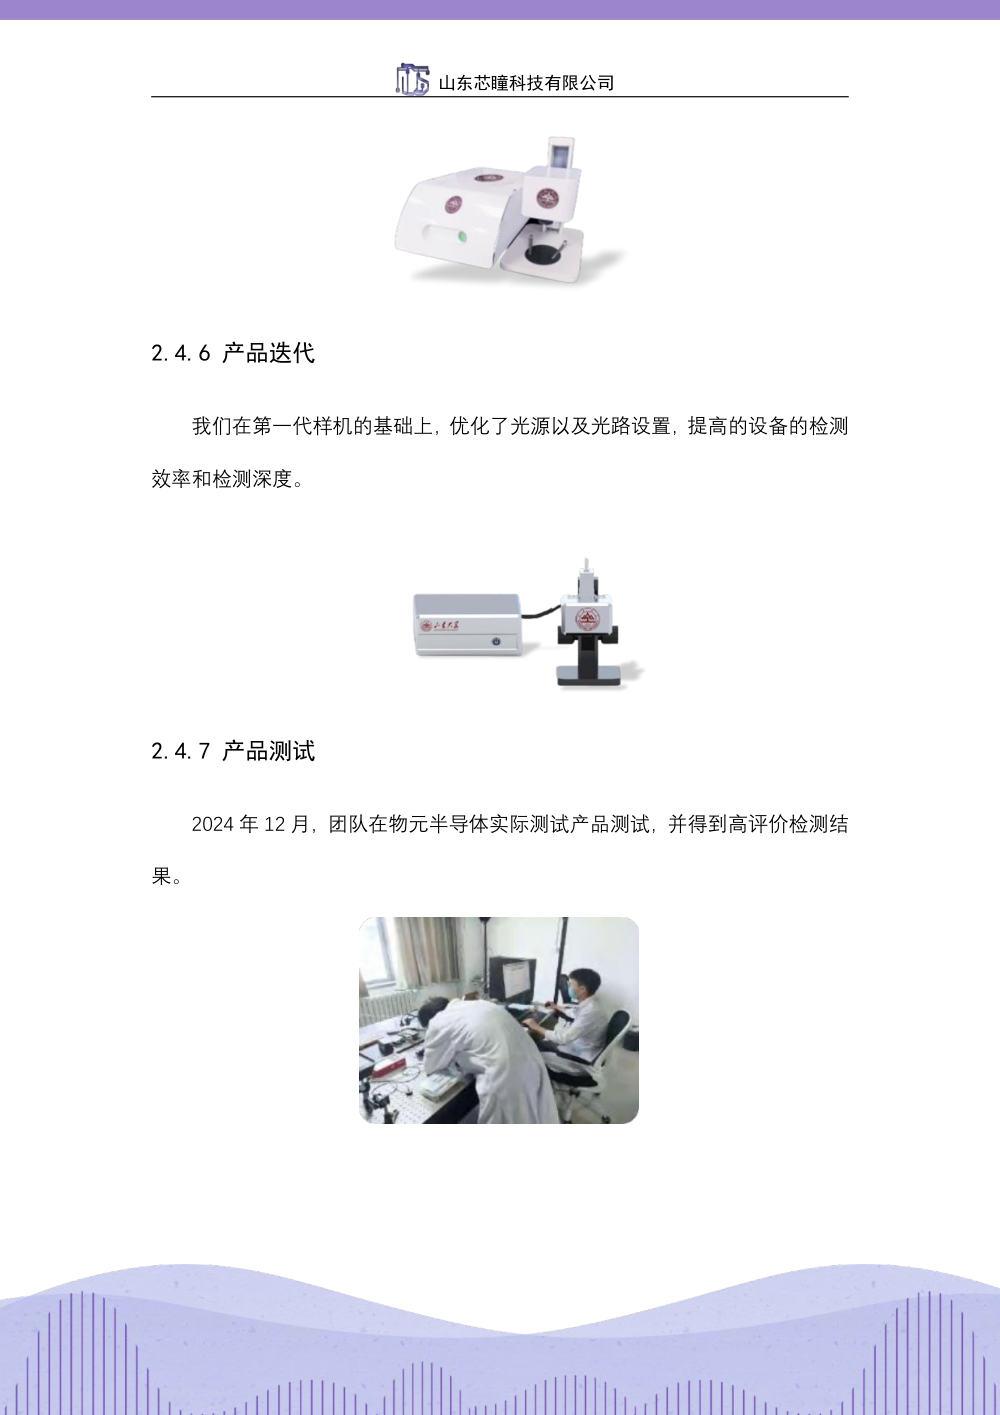 山东芯瞳科技有限公司
2.4.6 产品迭代
我们在第一代样机的基础上，优化了光源以及光路设置，提高的设备的检测
效率和检测深度。
山东大学
2.4.7 产品测试
2024 年 12 月，团队在物元半导体实际测试产品测试，并得到高评价检测结
果。